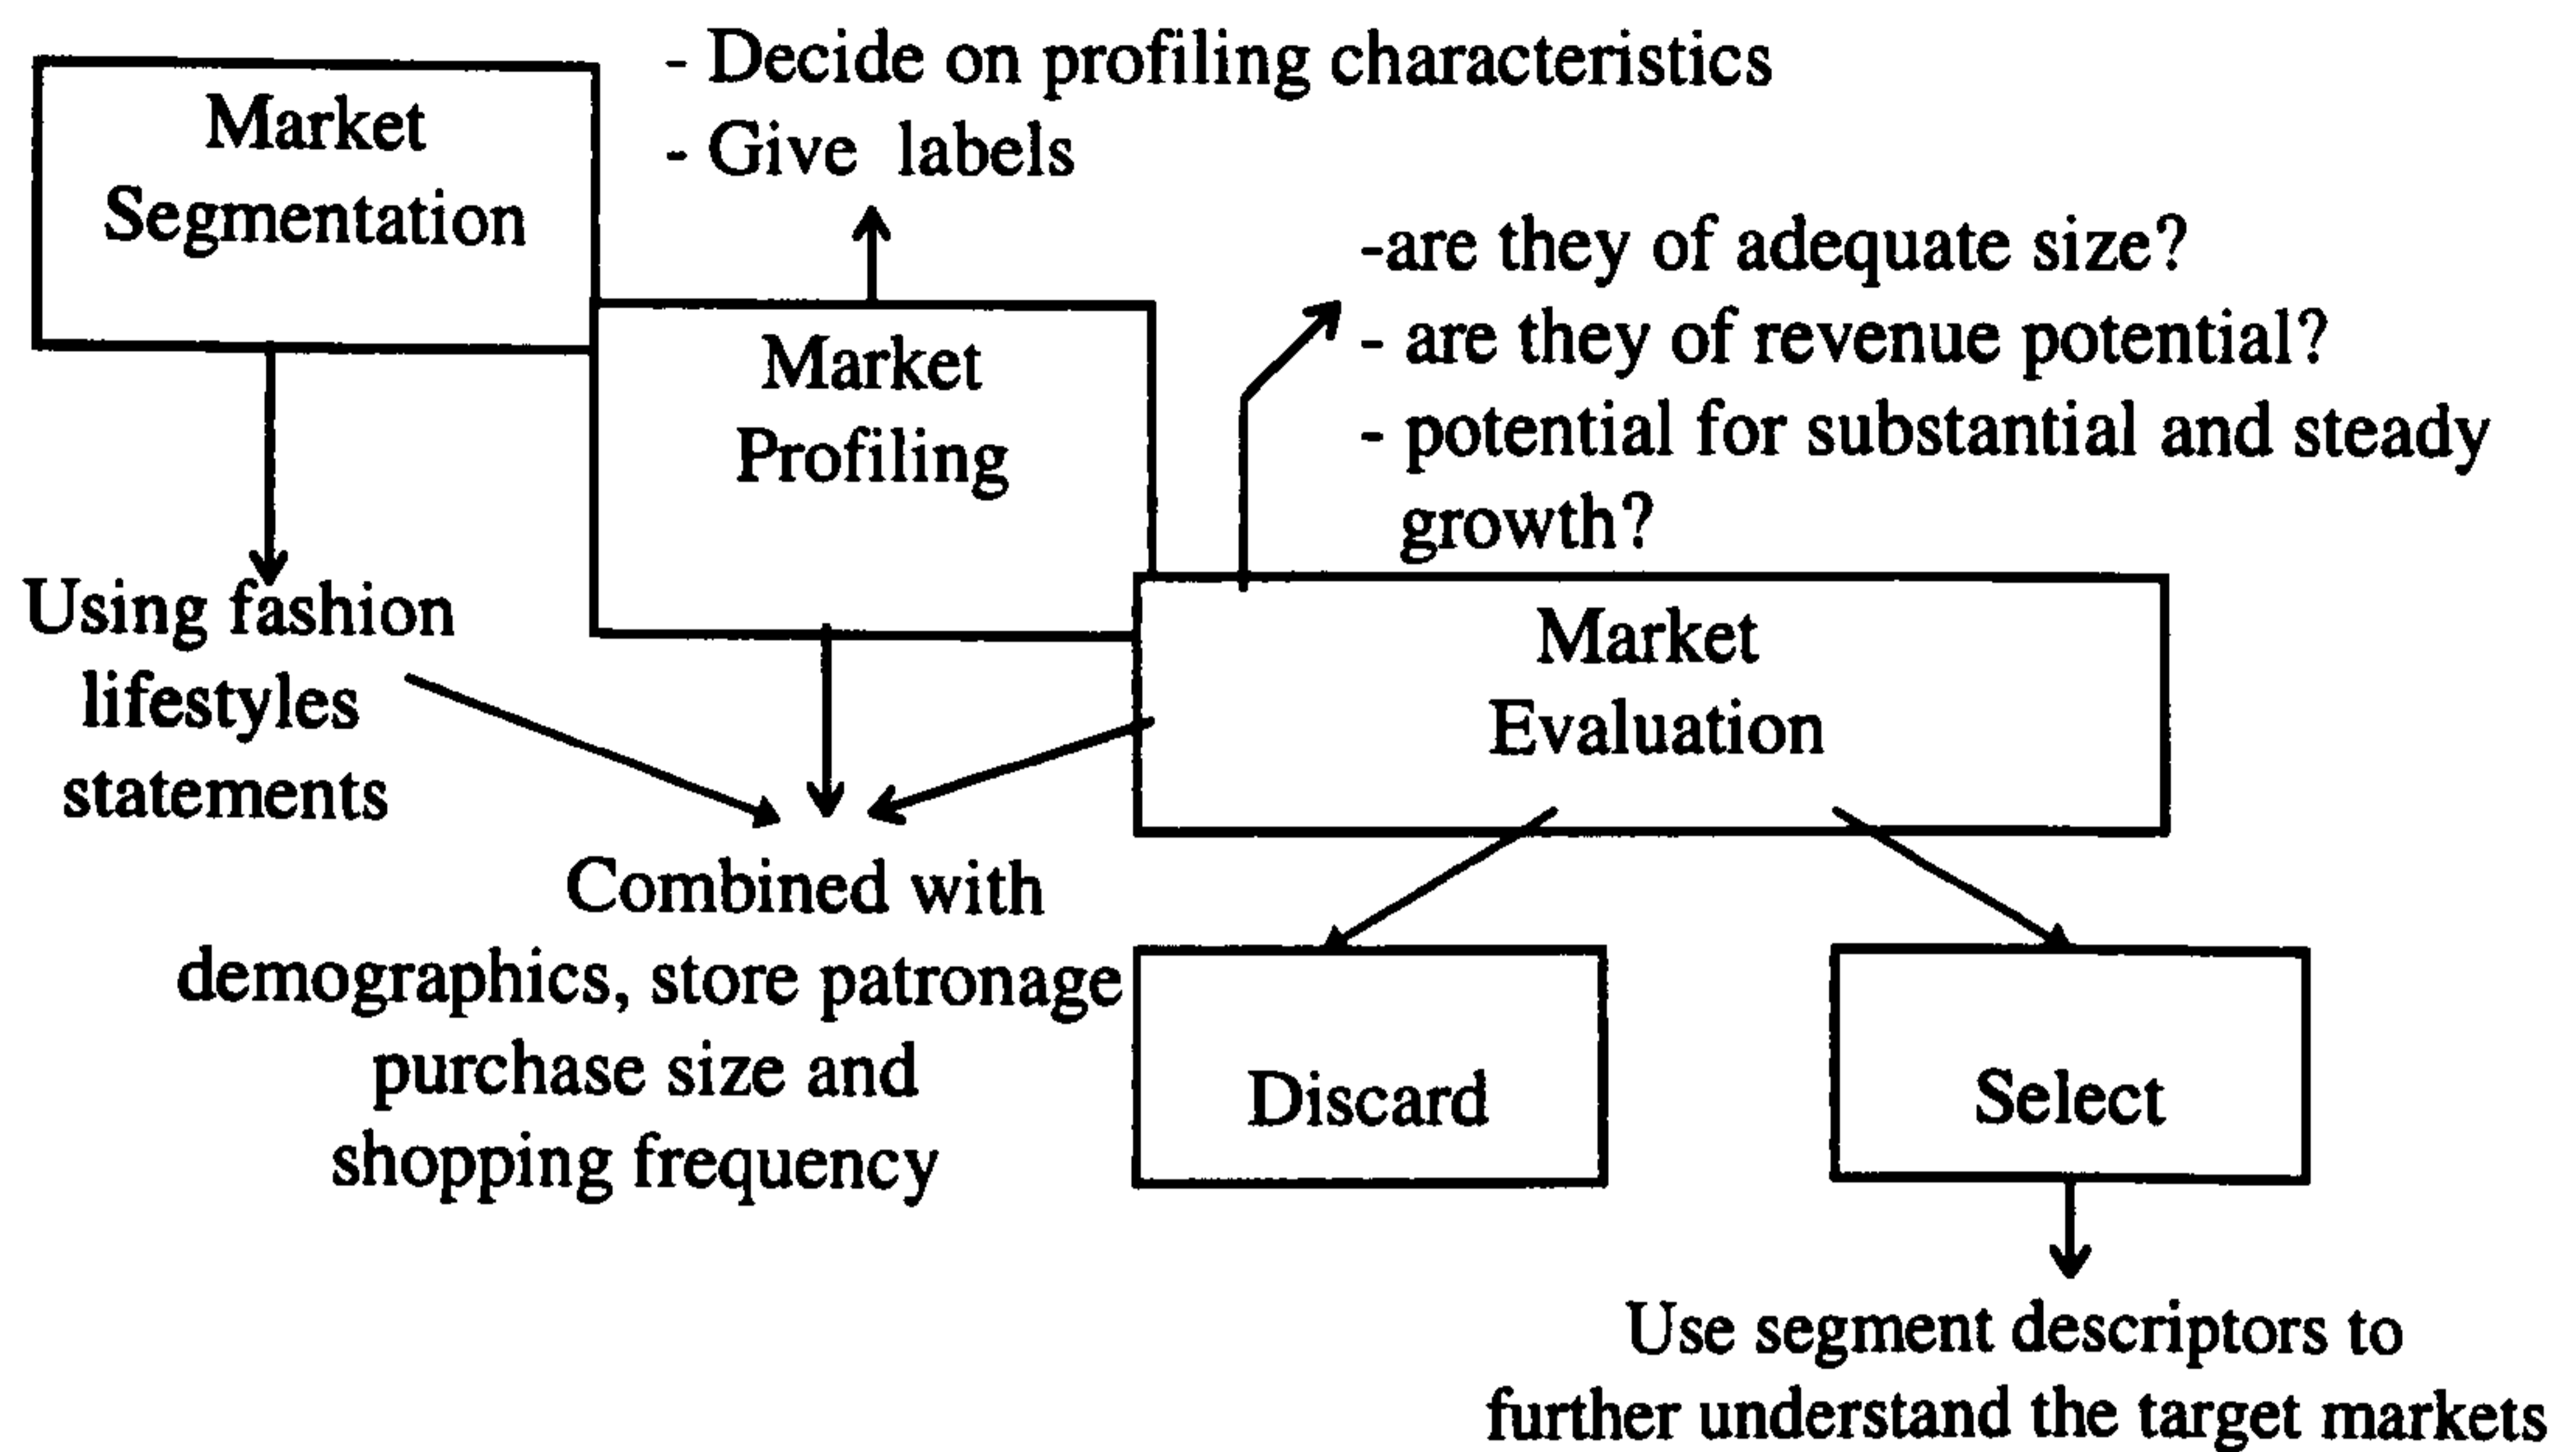 Market
Segmentation
- Decide on profiling characteristics
- Give labels
Market
Profiling
-are they of adequate size?
- are they of revenue potential?
- potential for substantial and steady
growth?
Using fashion
lifestyles
statements
Market
Evaluation
Combined with
demographics, store patronage
purchase size and
shopping frequency
Discard
Select
Use segment descriptors to
further understand the target markets